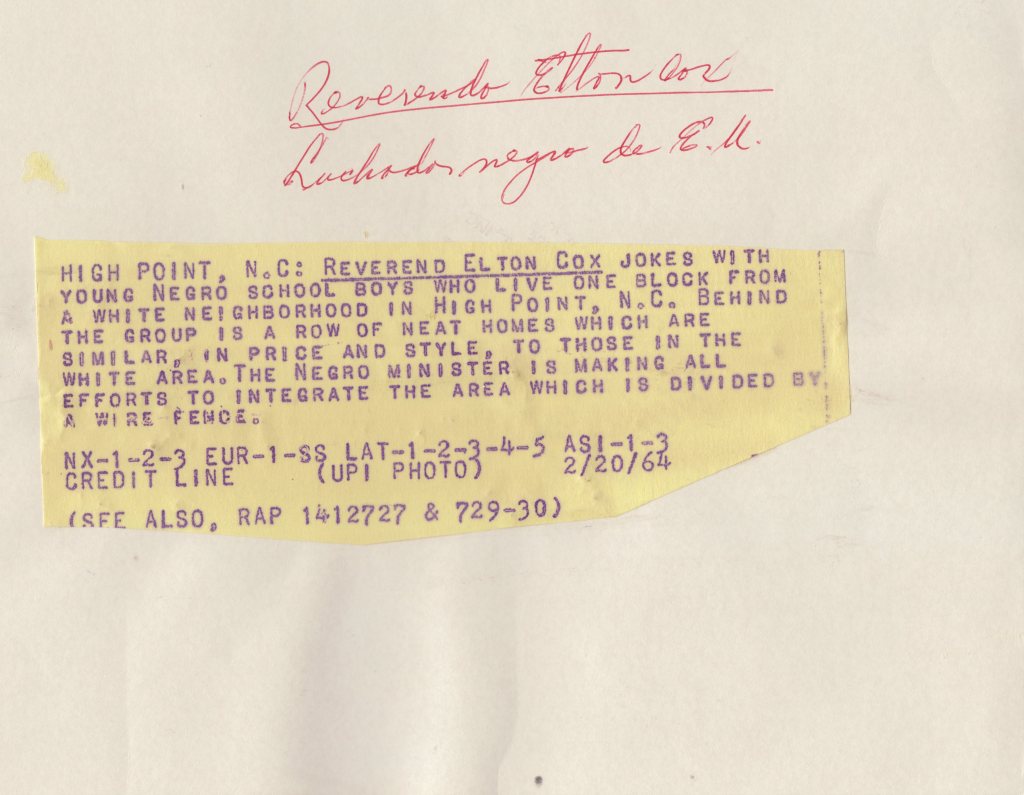 Reverendo Elton Cox
Luchador negro de E.U.
HIGH POINT, N.C: REVEREND ELTON COX JOKES WITH
YOUNG NEGRO SCHOOL BOYS WHO LIVE ONE BLOCK FROM
A WHITE NEIGHBORHOOD IN HIGH POINT, N.C. BEHIND
THE GROUP IS A ROW OF NEAT HOMES WHICH ARE
SIMILAR, IN PRICE AND STYLE, TO THOSE IN THE
WHITE AREA. THE NEGRO MINISTER IS MAKING ALL
EFFORTS TO INTEGRATE THE AREA WHICH IS DIVIDED BY
A WIRE FENCE.
NX-1-2-3 EUR-1-SS LAT-1-2-3-4-5 ASI-1-3
CREDIT LINE (UPI PHOTO) 2/20/64
(SEE ALSO, RAP 1412727 & 729-30)